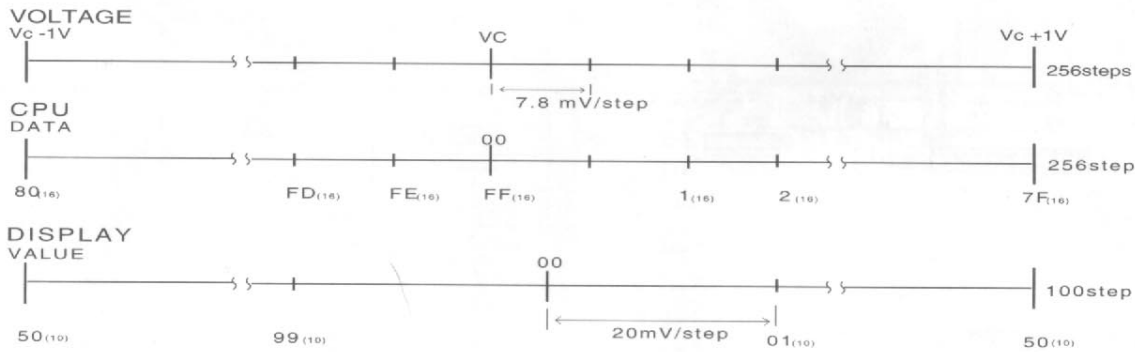 VOLTAGE
Vc -1V
VC
Vc +1V
256steps
7.8 mV/step
CPU
DATA
00
256step
80(16)
FD(16)
FE(16)
FF(16)
1(16)
2(16)
7F(16)
DISPLAY
VALUE
00
100step
20mV/step
50(10)
99(10)
01(10)
50(10)